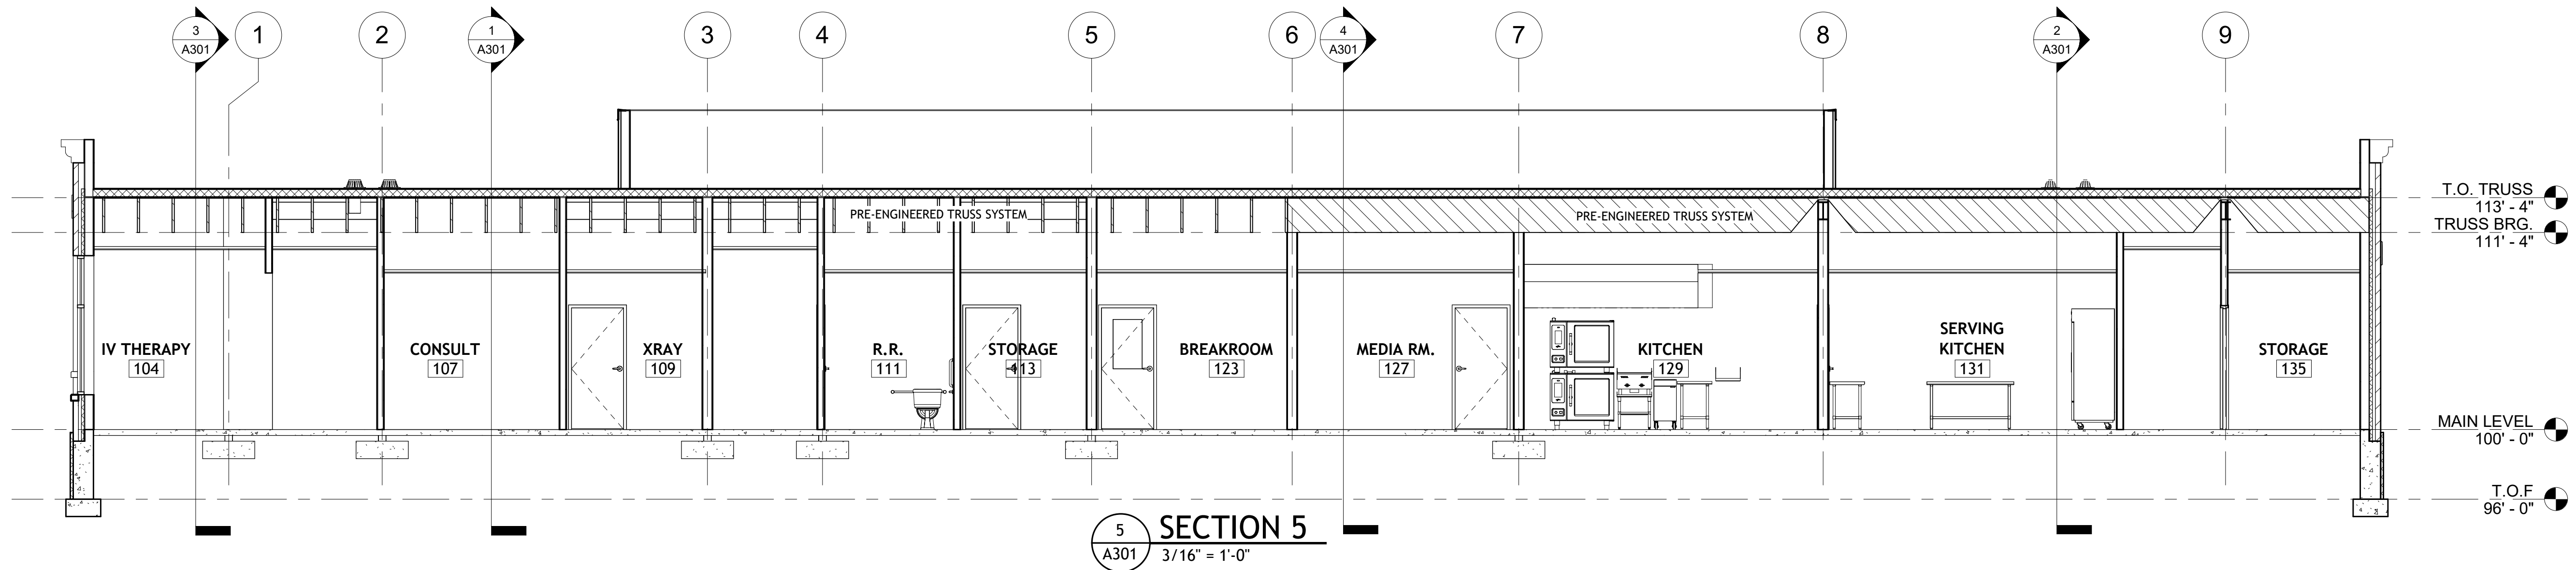 3
A301
1
2
1
A301
3
4
5
6
4
A301
7
8
2
A301
9
T.O. TRUSS
113' - 4"
PRE-ENGINEERED TRUSS SYSTEM
PRE-ENGINEERED TRUSS SYSTEM
TRUSS BRG.
111' - 4"
IV THERAPY
104
CONSULT
107
XRAY
109
R.R.
111
STORAGE
113
BREAKROOM
123
MEDIA RM.
127
KITCHEN
129
SERVING
KITCHEN
131
STORAGE
135
MAIN LEVEL
100' - 0"
T.O.F
96' - 0"
5
A301
SECTION 5
3/16" = 1'-0"